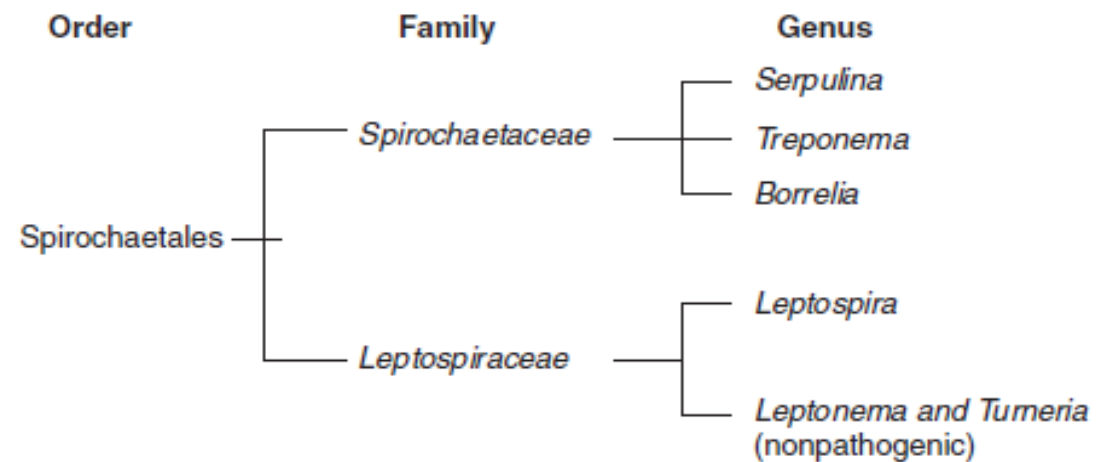 Order Family Genus
Serpulina
Spirochaetaceae
Treponema
Borrelia
Spirochaetales
Leptospira
Leptospiraceae
Leptonema and Turneria
(nonpathogenic)